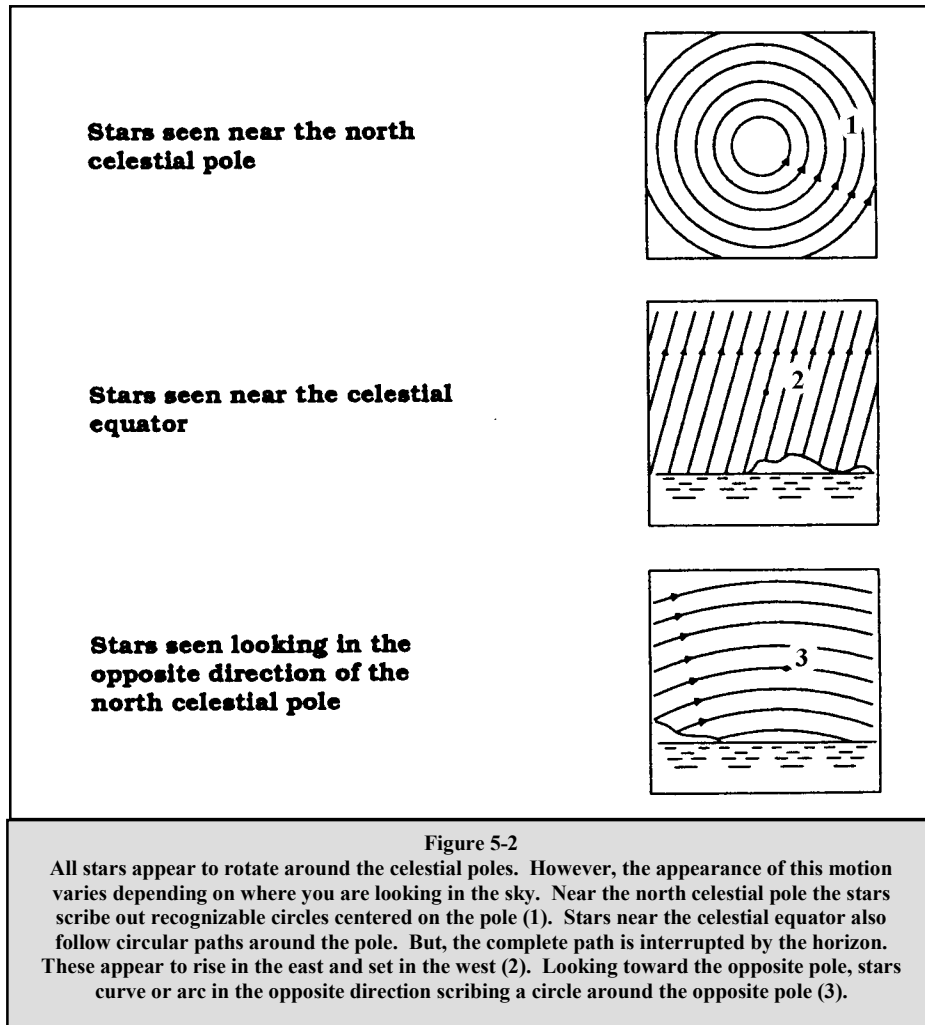 Stars seen near the north
celestial pole
1
Stars seen near the celestial
equator
2
Stars seen looking in the
opposite direction of the
north celestial pole
3
Figure 5-2
All stars appear to rotate around the celestial poles. However, the appearance of this motion
varies depending on where you are looking in the sky. Near the north celestial pole the stars
scribe out recognizable circles centered on the pole (1). Stars near the celestial equator also
follow circular paths around the pole. But, the complete path is interrupted by the horizon.
These appear to rise in the east and set in the west (2). Looking toward the opposite pole, stars
curve or arc in the opposite direction scribing a circle around the opposite pole (3).